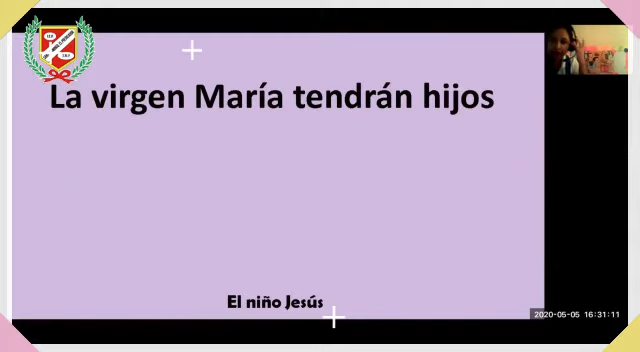 La virgen María tendrán hijos
El niño Jesús
2020-05-05 16:31:11